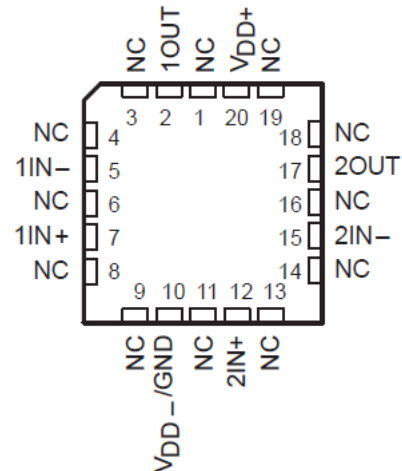 NC 1OUT NC VDD+ NC
3 2 1 20 19
NC 4 18 NC
1IN− 5 17 2OUT
NC 6 16 NC
1IN+ 7 15 2IN−
NC 8 14 NC
9 10 11 12 13
NC VDD−/GND NC 2IN+ NC